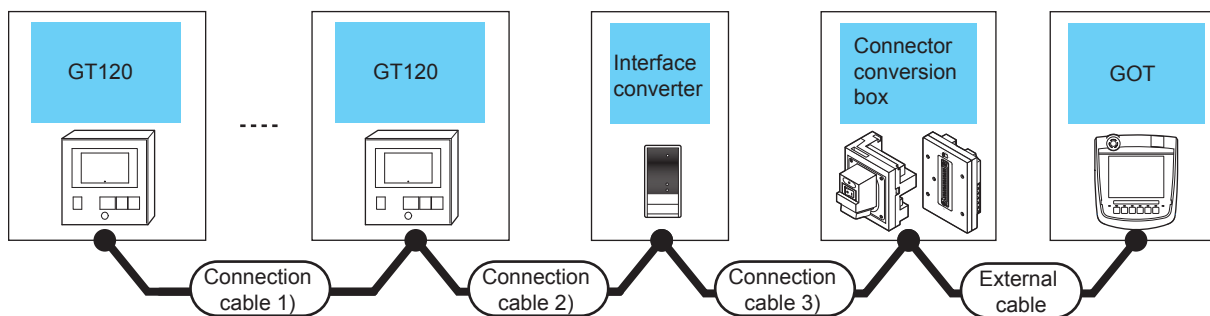 GT120
GT120
Interface
converter
Connector
conversion
box
GOT
Connection
cable 1)
Connection
cable 2)
Connection
cable 3)
External
cable